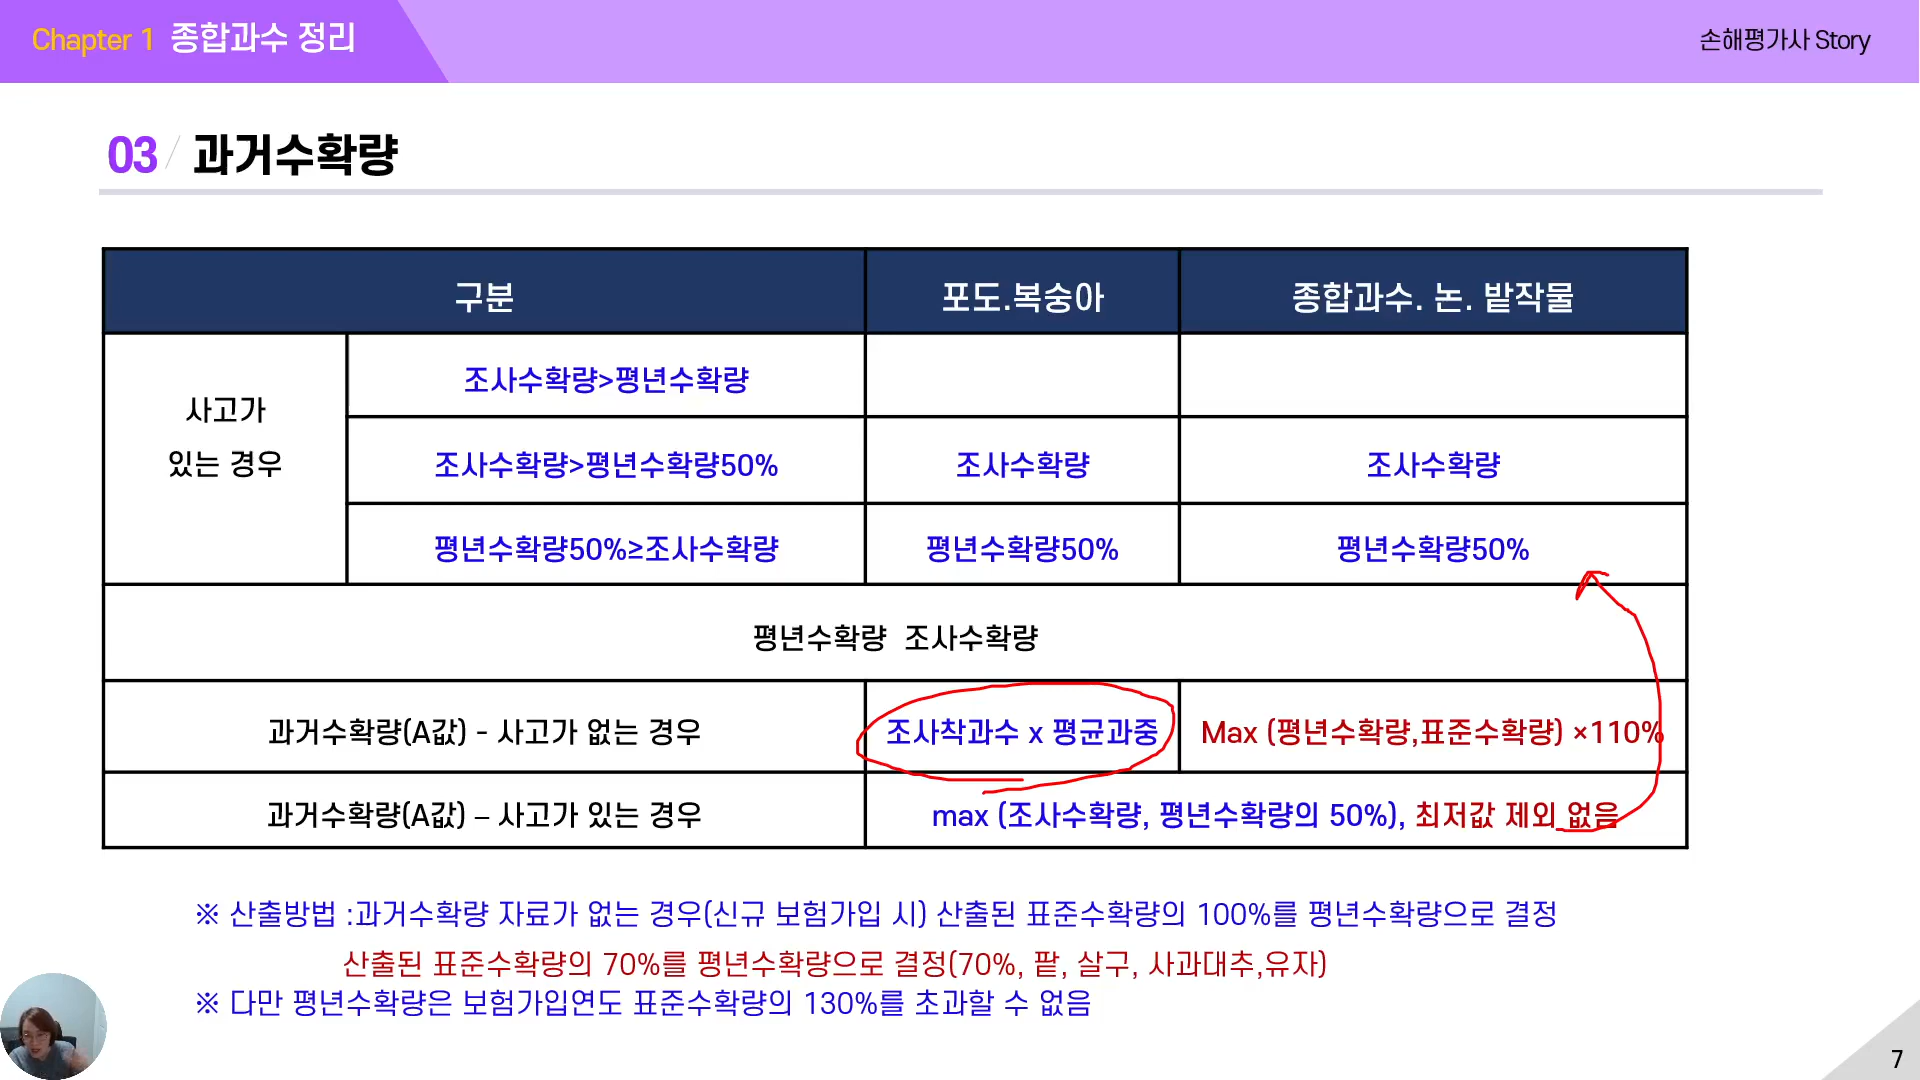 Chapter 1 종합과수 정리
손해평가사 Story
03 / 과거수확량
구분
포도.복숭아
종합과수. 논. 밭작물
사고가
있는 경우
조사수확량>평년수확량
조사수확량>평년수확량50%
조사수확량
조사수확량
평년수확량50%≥조사수확량
평년수확량50%
평년수확량50%
평년수확량 조사수확량
과거수확량(A값) - 사고가 없는 경우
조사착과수 x 평균과중
Max (평년수확량,표준수확량) ×110%
과거수확량(A값) – 사고가 있는 경우
max (조사수확량, 평년수확량의 50%), 최저값 제외 없음
※ 산출방법 :과거수확량 자료가 없는 경우(신규 보험가입 시) 산출된 표준수확량의 100%를 평년수확량으로 결정
산출된 표준수확량의 70%를 평년수확량으로 결정(70%, 팥, 살구, 사과대추,유자)
※ 다만 평년수확량은 보험가입연도 표준수확량의 130%를 초과할 수 없음
7